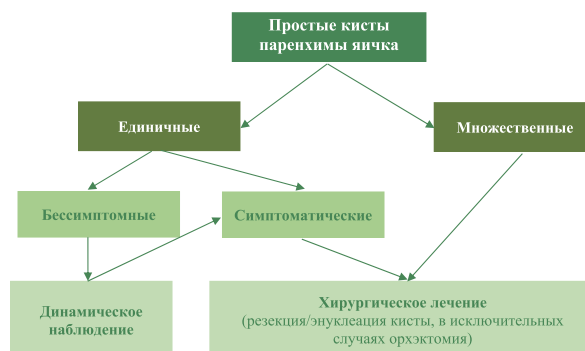 Простые кисты
паренхимы яичка
Единичные
Множественные
Бессимптомные
Симптоматические
Динамическое
наблюдение
Хирургическое лечение
(резекция/энуклеация кисты, в исключительных
случаях орхэктомия)